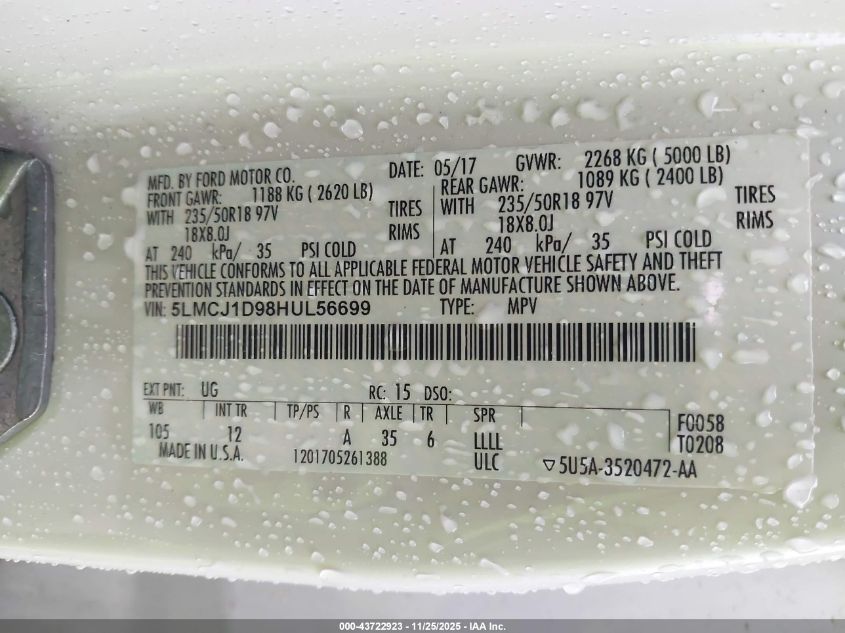 MFD. BY FORD MOTOR CO. DATE: 05/17 GVWR: 2268 KG ( 5000 LB)
FRONT GAWR: 1188 KG ( 2620 LB) REAR GAWR: 1089 KG ( 2400 LB)
WITH 235/50R18 97V TIRES WITH 235/50R18 97V TIRES
18X8.0J RIMS 18X8.0J RIMS
AT 240 kPa/ 35 PSI COLD AT 240 kPa/ 35 PSI COLD
THIS VEHICLE CONFORMS TO ALL APPLICABLE FEDERAL MOTOR VEHICLE SAFETY AND THEFT
PREVENTION STANDARDS IN EFFECT ON THE DATE OF MANUFACTURE SHOWN ABOVE.
VIN: 5LMCJ1D98HUL56699 TYPE: MPV
EXT PNT: UG RC: 15 DSO:
WB INT TR TP/PS R AXLE TR SPR
105 12 A 35 6 LLLL
F0058
T0208
MADE IN U.S.A. 1201705261388 ULC ▽5U5A-3520472-AA
000-43722923 - 11/25/2025 - IAA Inc.